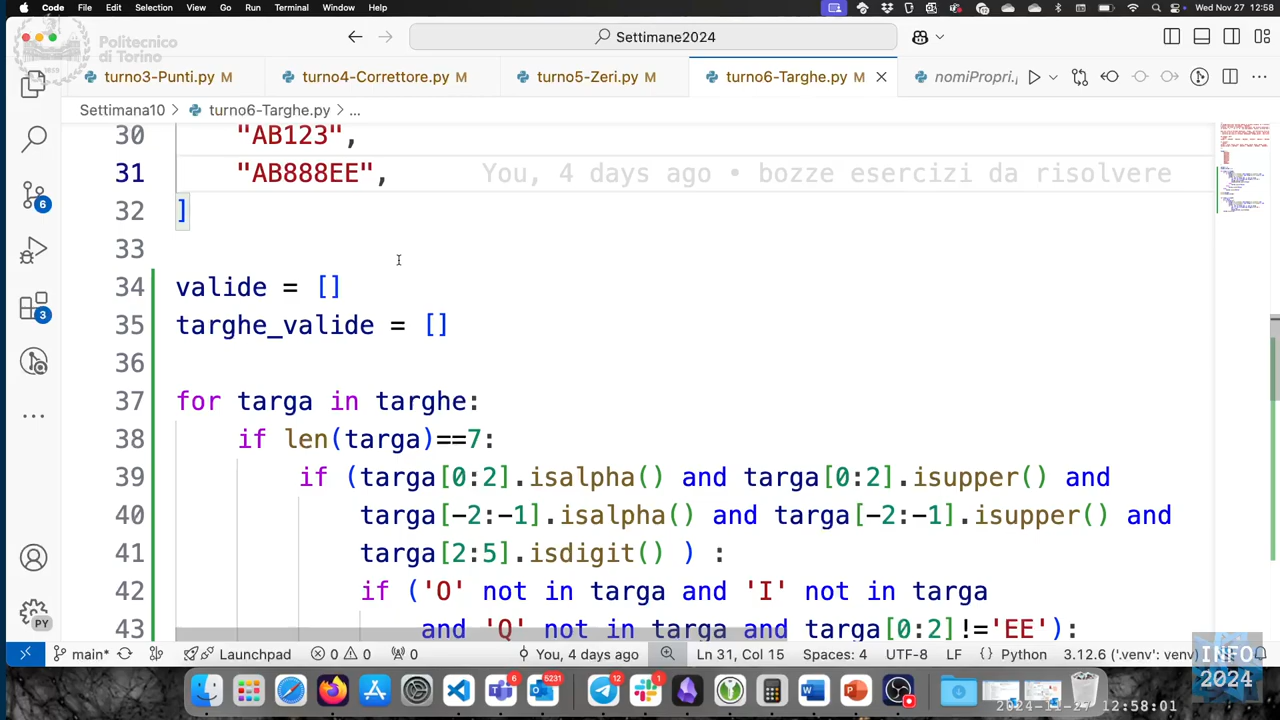 Code File Edit Selection View Go Run Terminal Window Help Wed Nov 27 12:58
Politecnico
di Torino
Settimane2024
turno3-Punti.py M turno4-Correttore.py M turno5-Zeri.py M turno6-Targhe.py M nomiPropri.
Settimana10 > turno6-Targhe.py > ...
30 "AB123",
31 "AB888EE", You, 4 days ago • bozze esercizi da risolvere
32 ]
33
34 valide = []
35 targhe_valide = []
36
37 for targa in targhe:
38 if len(targa)==7:
39 if (targa[0:2].isalpha() and targa[0:2].isupper() and
40 targa[-2:-1].isalpha() and targa[-2:-1].isupper() and
41 targa[2:5].isdigit() ) :
42 if ('O' not in targa and 'I' not in targa
43 and 'Q' not in targa and targa[0:2]!='EE'):
6
3
PY
main* Launchpad 0 0 0 You, 4 days ago Ln 31, Col 15 Spaces: 4 UTF-8 LF {} Python 3.12.6 ('.venv': venv)
INFO
2024
6 5231 12 1
2024-11-27 12:58:01